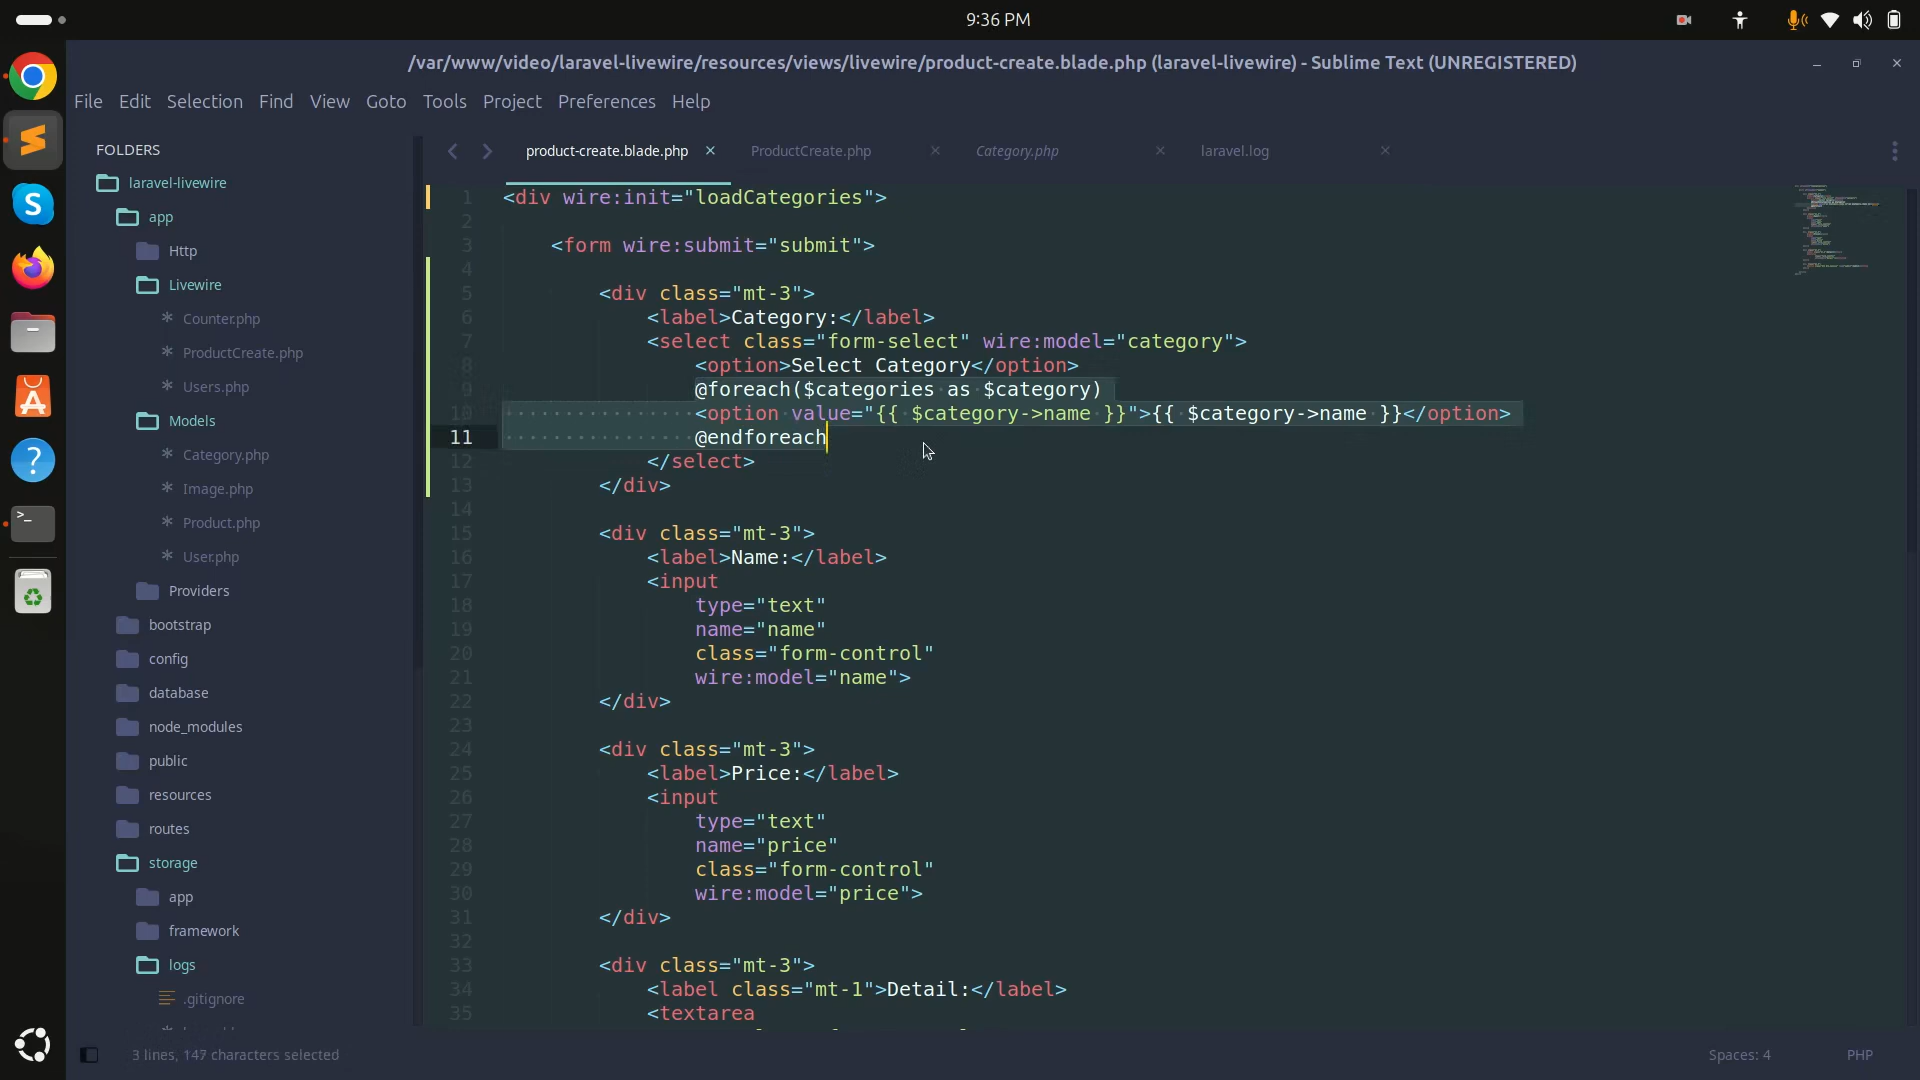 9:36 PM
/var/www/video/laravel-livewire/resources/views/livewire/product-create.blade.php (laravel-livewire) - Sublime Text (UNREGISTERED)
File Edit Selection Find View Goto Tools Project Preferences Help
FOLDERS
laravel-livewire
app
Http
Livewire
Counter.php
ProductCreate.php
Users.php
Models
Category.php
Image.php
Product.php
User.php
Providers
bootstrap
config
database
node_modules
public
resources
routes
storage
app
framework
logs
.gitignore
product-create.blade.php ProductCreate.php Category.php laravel.log
1 <div wire:init="loadCategories">
2
3 <form wire:submit="submit">
4
5 <div class="mt-3">
6 <label>Category:</label>
7 <select class="form-select" wire:model="category">
8 <option>Select Category</option>
9 @foreach($categories as $category)
10 <option value="{{ $category->name }}">{{ $category->name }}</option>
11 @endforeach
12 </select>
13 </div>
14
15 <div class="mt-3">
16 <label>Name:</label>
17 <input
18 type="text"
19 name="name"
20 class="form-control"
21 wire:model="name">
22 </div>
23
24 <div class="mt-3">
25 <label>Price:</label>
26 <input
27 type="text"
28 name="price"
29 class="form-control"
30 wire:model="price">
31 </div>
32
33 <div class="mt-3">
34 <label class="mt-1">Detail:</label>
35 <textarea
3 lines, 147 characters selected
Spaces: 4 PHP